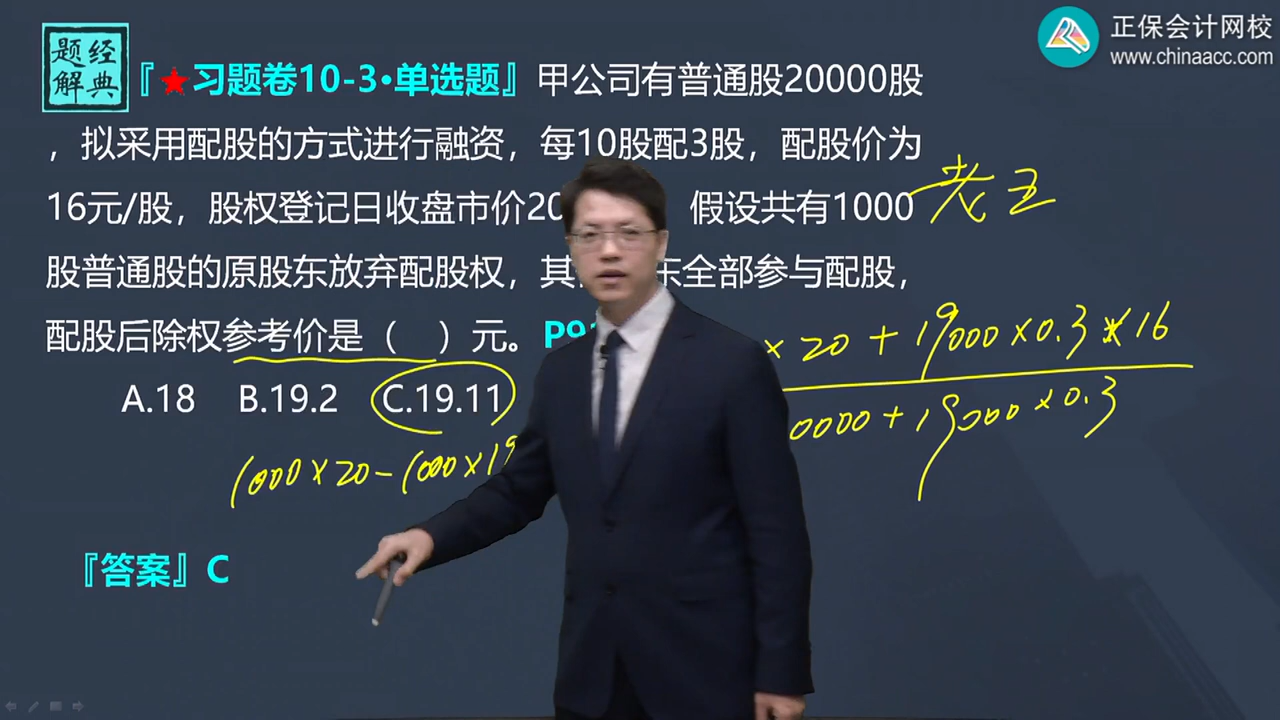 正保会计网校
www.chinaacc.com
经典
题解
『★习题卷10-3•单选题』甲公司有普通股20000股
，拟采用配股的方式进行融资，每10股配3股，配股价为
16元/股，股权登记日收盘市价20 假设共有1000
老王
股普通股的原股东放弃配股权，其 东全部参与配股，
配股后除权参考价是（ ）元。 P9
× 20 + 19000 × 0.3 × 16
A.18 B.19.2 C.19.11
0000 + 19000 × 0.3
1000 × 20 - 1000 × 19
『答案』C